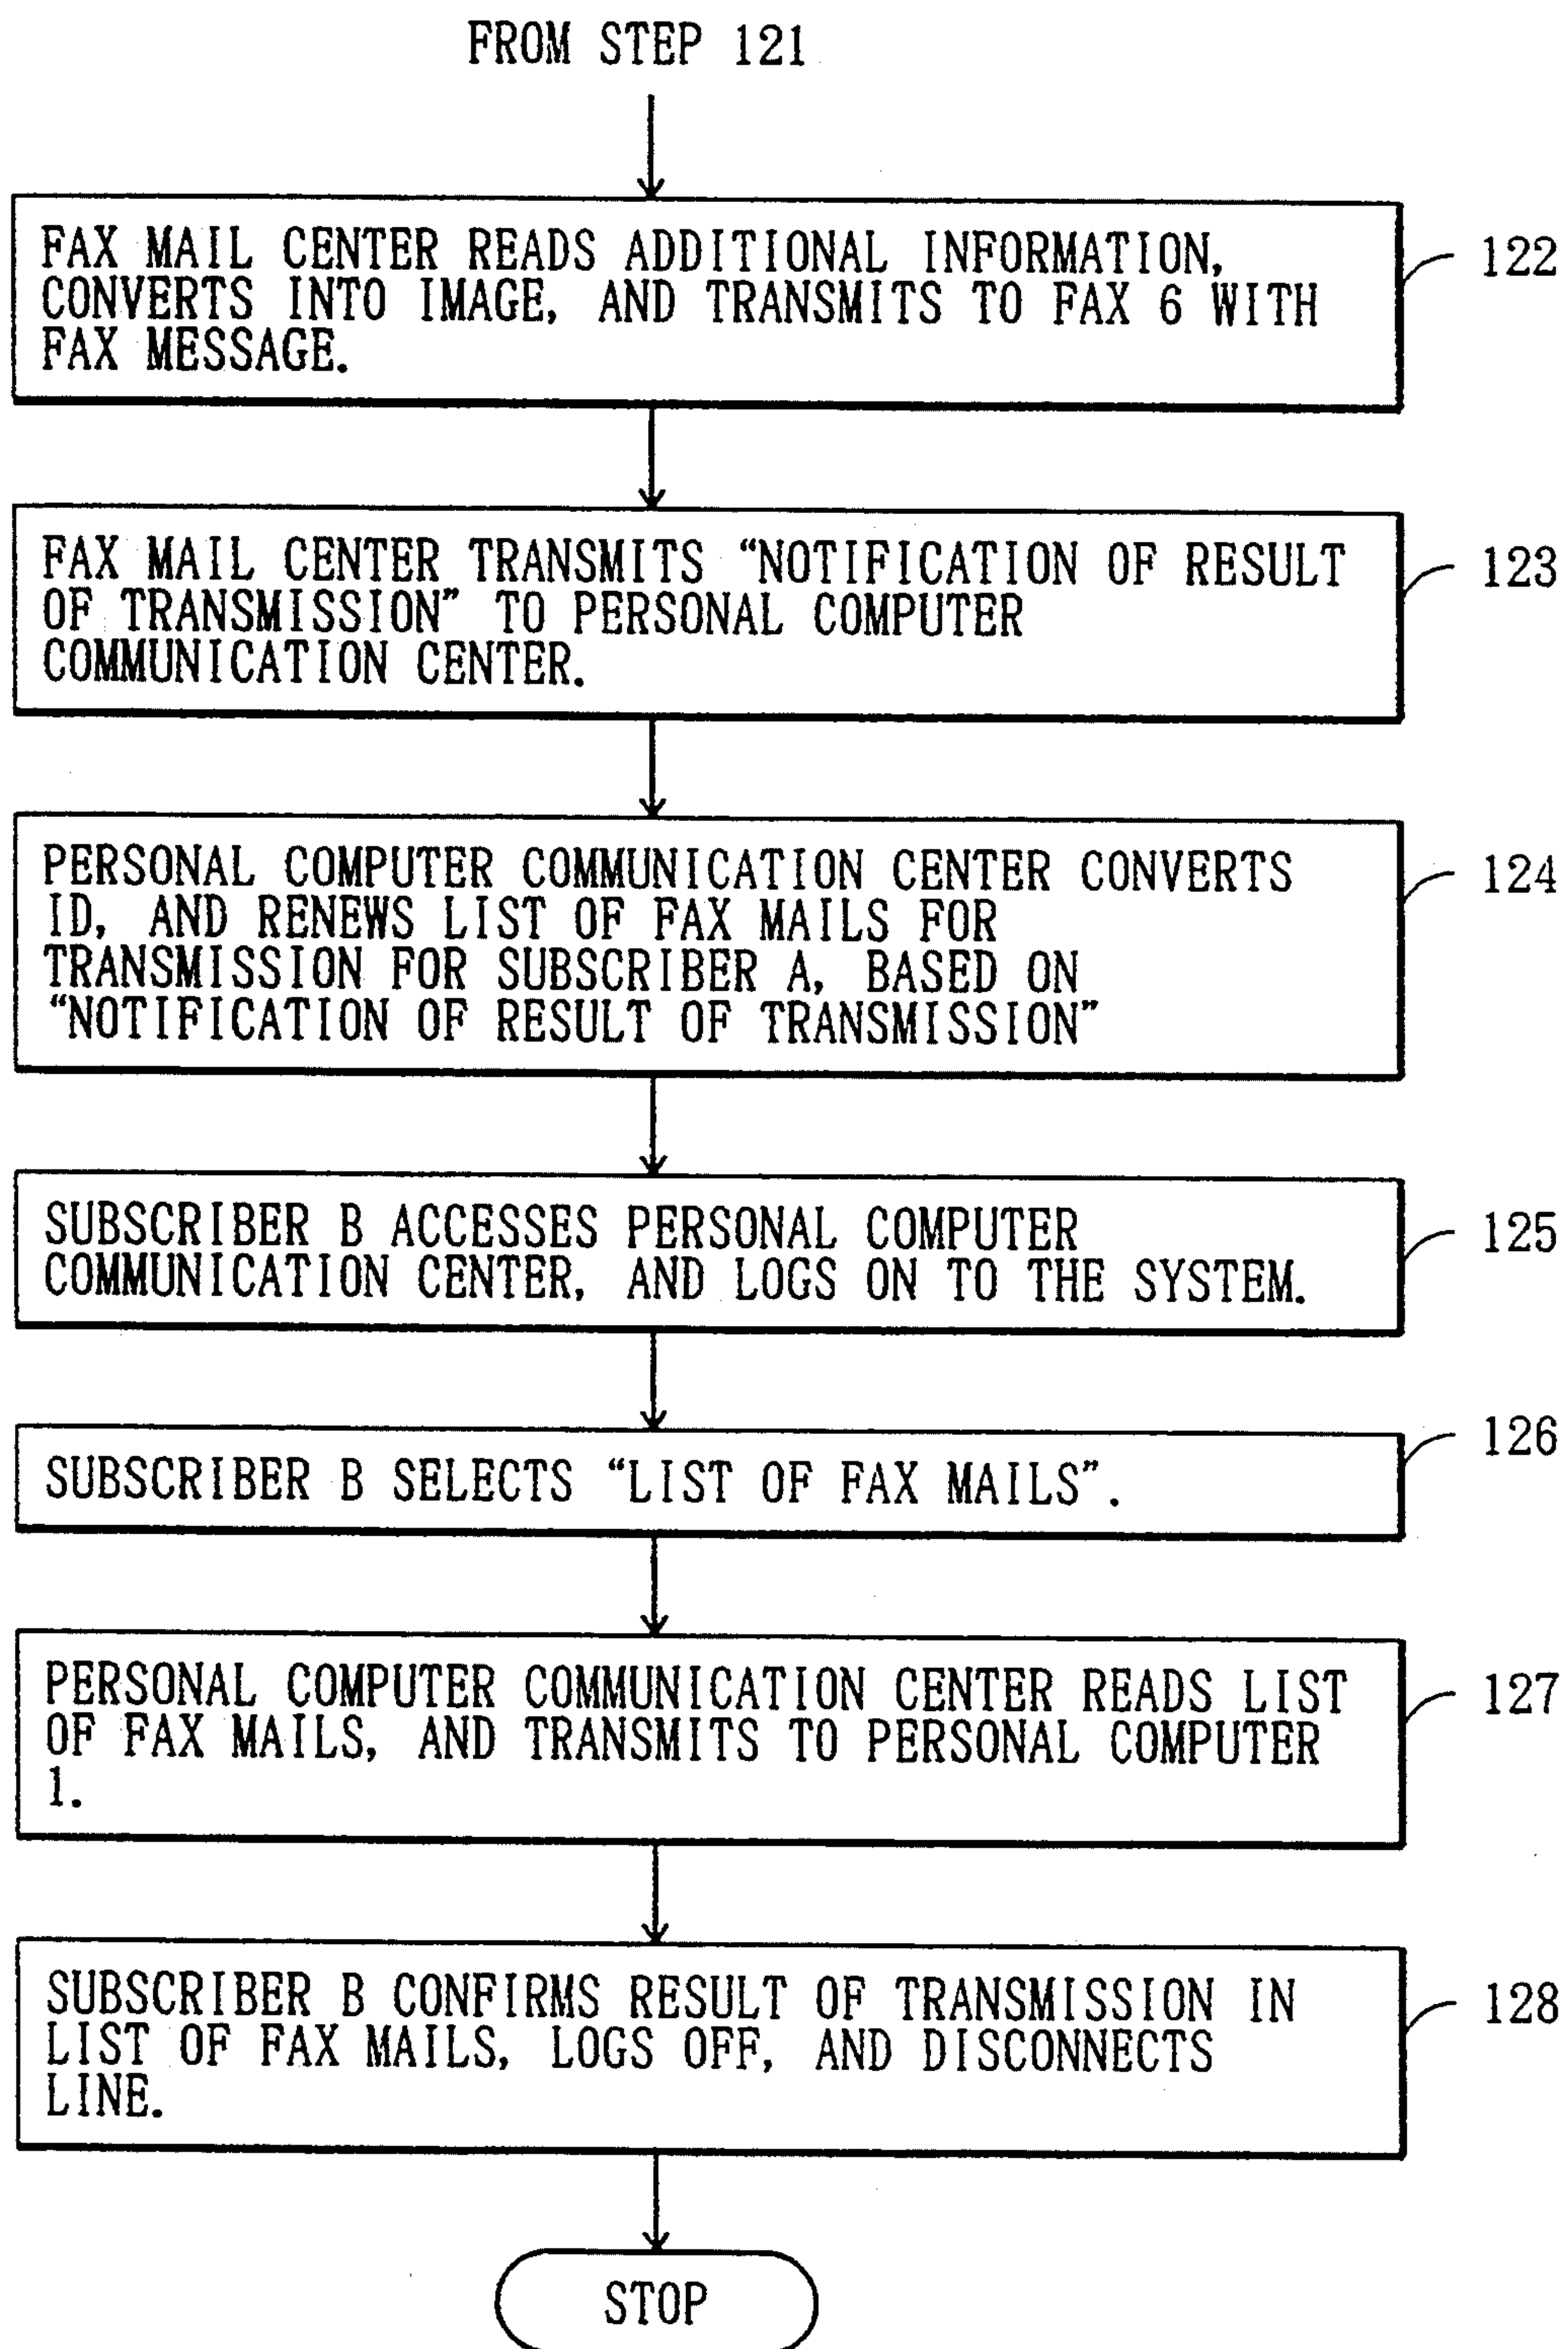 FROM STEP 121
FAX MAIL CENTER READS ADDITIONAL INFORMATION,
CONVERTS INTO IMAGE, AND TRANSMITS TO FAX 6 WITH
FAX MESSAGE.
122
FAX MAIL CENTER TRANSMITS “NOTIFICATION OF RESULT
OF TRANSMISSION” TO PERSONAL COMPUTER
COMMUNICATION CENTER.
123
PERSONAL COMPUTER COMMUNICATION CENTER CONVERTS
ID, AND RENEWS LIST OF FAX MAILS FOR
TRANSMISSION FOR SUBSCRIBER A, BASED ON
“NOTIFICATION OF RESULT OF TRANSMISSION”
124
SUBSCRIBER B ACCESSES PERSONAL COMPUTER
COMMUNICATION CENTER, AND LOGS ON TO THE SYSTEM.
125
SUBSCRIBER B SELECTS “LIST OF FAX MAILS”.
126
PERSONAL COMPUTER COMMUNICATION CENTER READS LIST
OF FAX MAILS, AND TRANSMITS TO PERSONAL COMPUTER
1.
127
SUBSCRIBER B CONFIRMS RESULT OF TRANSMISSION IN
LIST OF FAX MAILS, LOGS OFF, AND DISCONNECTS
LINE.
128
STOP